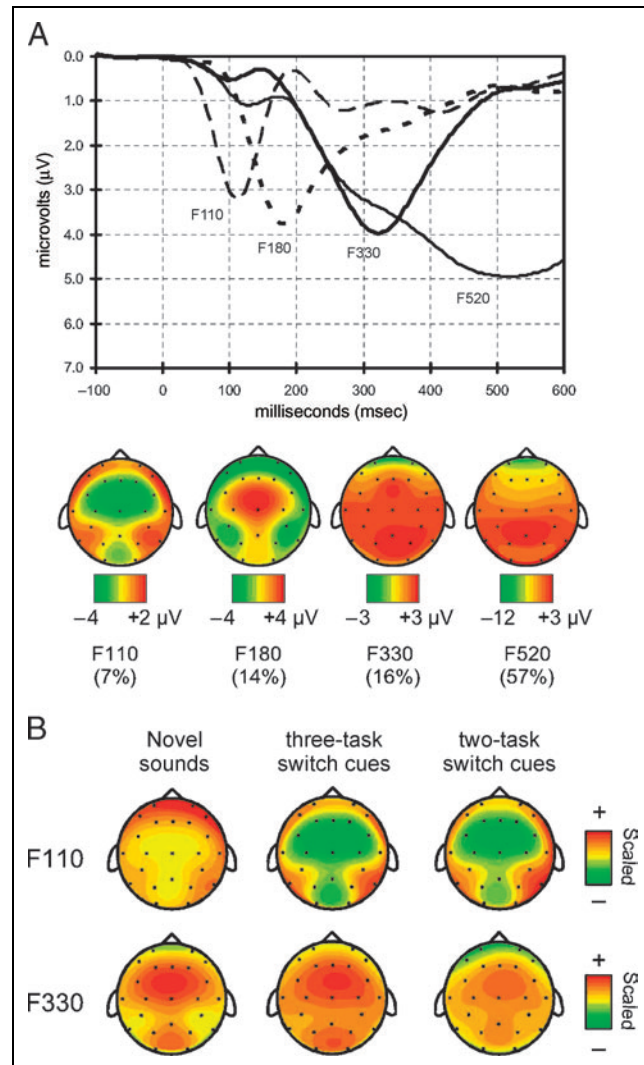 A
0.0
1.0
2.0
3.0
4.0
5.0
6.0
7.0
microvolts (µV)
F110
F180
F330
F520
–100 0 100 200 300 400 500 600
milliseconds (msec)
–4 +2 µV
–4 +4 µV
–3 +3 µV
–12 +3 µV
F110 F180 F330 F520
(7%) (14%) (16%) (57%)
B
Novel three-task two-task
sounds switch cues switch cues
F110
+
Scaled
–
F330
+
Scaled
–